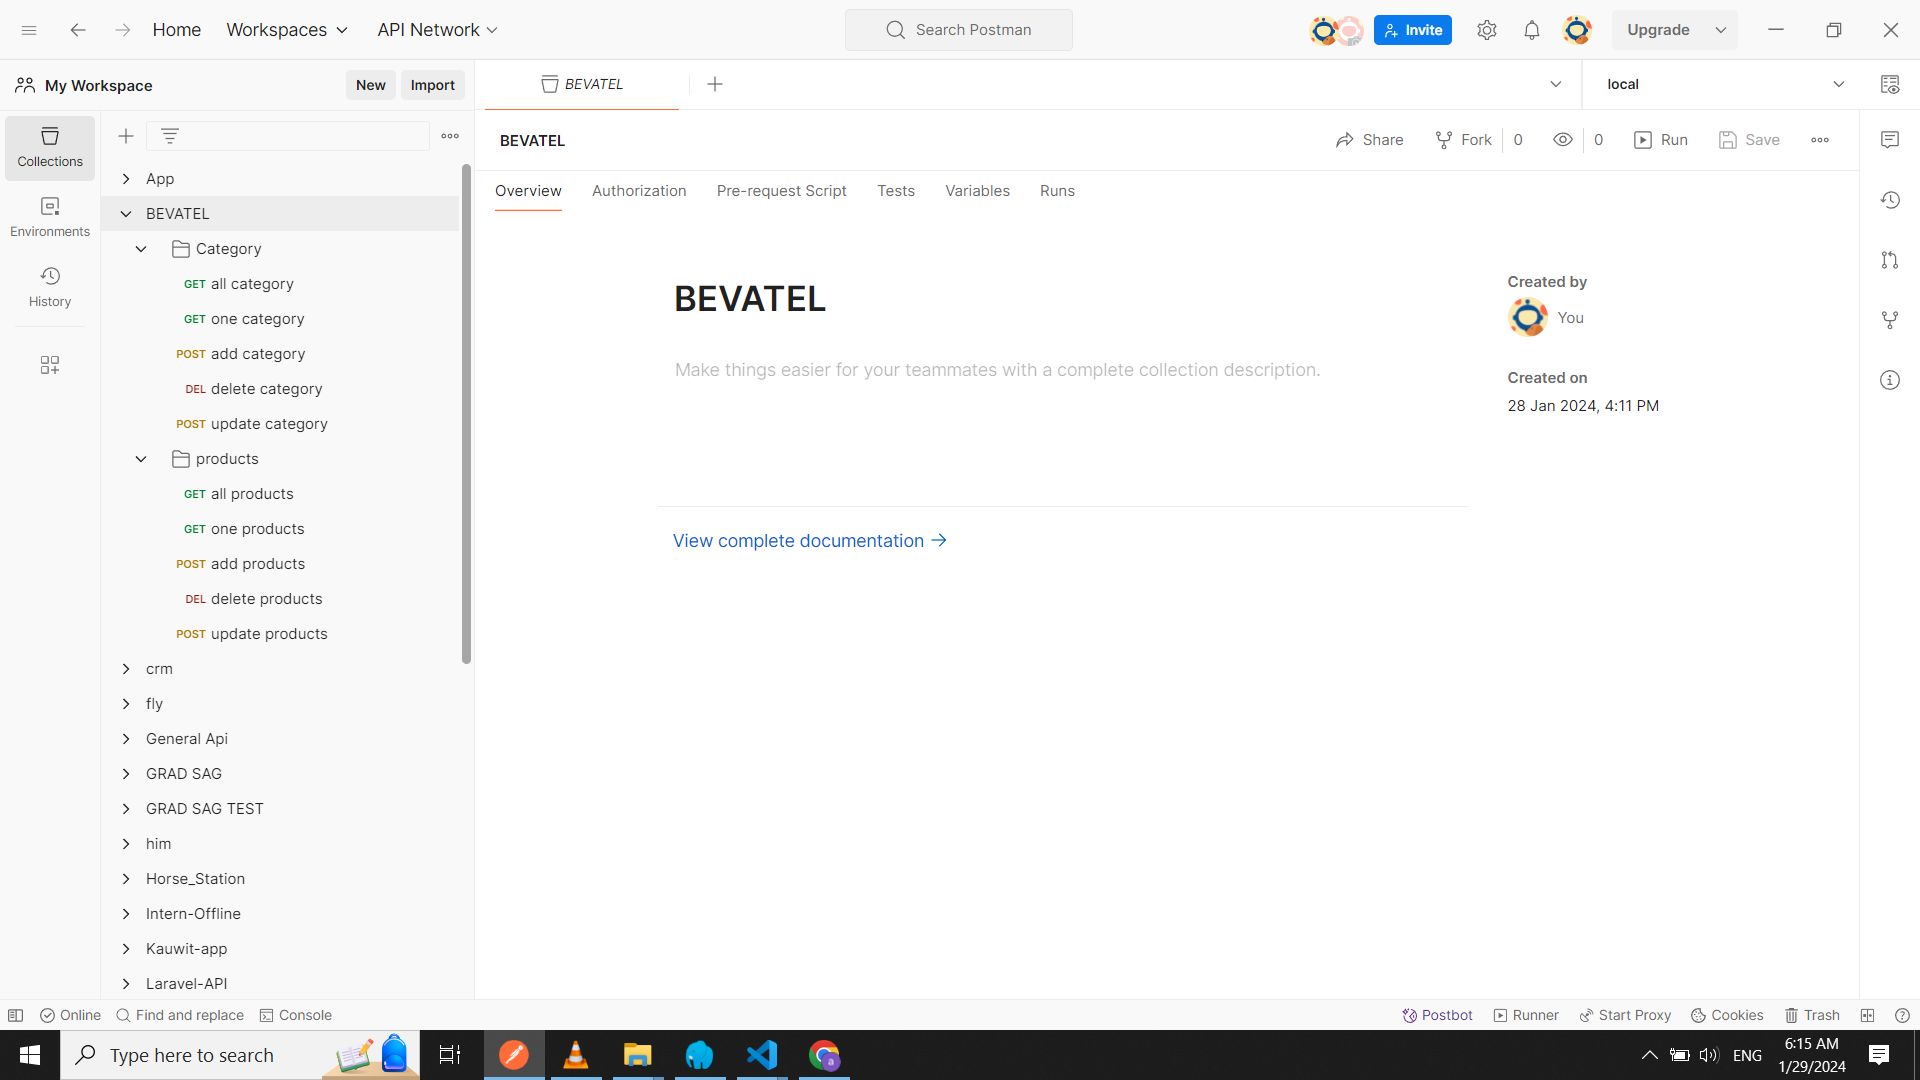 Home Workspaces API Network Search Postman Invite Upgrade
My Workspace New Import BEVATEL local
Collections
Environments
History
App
BEVATEL
Category
GET all category
GET one category
POST add category
DEL delete category
POST update category
products
GET all products
GET one products
POST add products
DEL delete products
POST update products
crm
fly
General Api
GRAD SAG
GRAD SAG TEST
him
Horse_Station
Intern-Offline
Kauwit-app
Laravel-API
BEVATEL Share Fork 0 0 Run Save
Overview Authorization Pre-request Script Tests Variables Runs
BEVATEL
Make things easier for your teammates with a complete collection description.
View complete documentation
Created by
You
Created on
28 Jan 2024, 4:11 PM
Online Find and replace Console Postbot Runner Start Proxy Cookies Trash
Type here to search a ENG 6:15 AM
1/29/2024